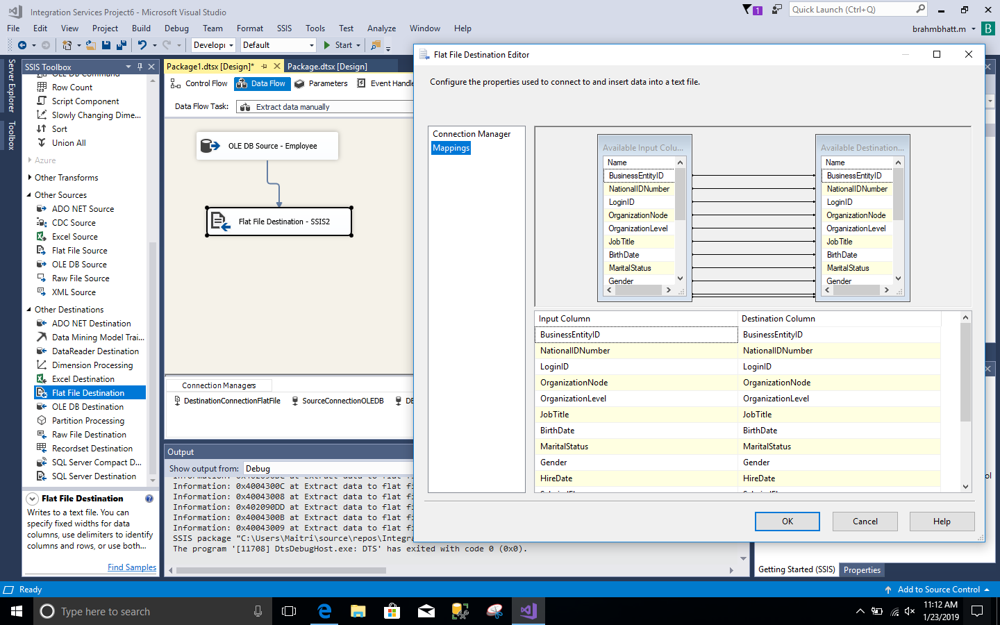 Integration Services Project6 - Microsoft Visual Studio
1
Quick Launch (Ctrl+Q)
File Edit View Project Build Debug Team Format SSIS Tools Test Analyze Window Help
brahmbhatt.m
B
Default
Start
Server Explorer
Toolbox
SSIS Toolbox
Row Count
Script Component
Slowly Changing Dime...
Sort
Union All
Azure
Other Transforms
Other Sources
ADO NET Source
CDC Source
Excel Source
Flat File Source
OLE DB Source
Raw File Source
XML Source
Other Destinations
ADO NET Destination
Data Mining Model Trai...
DataReader Destination
Dimension Processing
Excel Destination
Flat File Destination
OLE DB Destination
Partition Processing
Raw File Destination
Recordset Destination
SQL Server Compact D...
SQL Server Destination
Flat File Destination
Writes to a text file. You can
specify fixed widths for data
columns, use delimiters to identify
columns and rows, or use both...
Find Samples
Package1.dtsx [Design]*
Package.dtsx [Design]
Control Flow
Data Flow
Parameters
Event Handle
Data Flow Task:
Extract data manually
OLE DB Source - Employee
Flat File Destination - SSIS2
Connection Managers
DestinationConnectionFlatFile
SourceConnectionOLEDB
Output
Show output from:
Debug
Information: 0x4004300C at Extract data to flat fi
Information: 0x40043008 at Extract data to flat fi
Information: 0x402090DD at Extract data to flat fi
Information: 0x4004300B at Extract data to flat fi
Information: 0x40043009 at Extract data to flat fi
SSIS package "C:\Users\Maitri\source\repos\Integra
The program '[11708] DtsDebugHost.exe: DTS' has exited with code 0 (0x0).
Flat File Destination Editor
Configure the properties used to connect to and insert data into a text file.
Connection Manager
Mappings
Available Input Colu...
Name
BusinessEntityID
NationalIDNumber
LoginID
OrganizationNode
OrganizationLevel
JobTitle
BirthDate
MaritalStatus
Gender
Available Destination...
Name
BusinessEntityID
NationalIDNumber
LoginID
OrganizationNode
OrganizationLevel
JobTitle
BirthDate
MaritalStatus
Gender
Input Column Destination Column
BusinessEntityID BusinessEntityID
NationalIDNumber NationalIDNumber
LoginID LoginID
OrganizationNode OrganizationNode
OrganizationLevel OrganizationLevel
JobTitle JobTitle
BirthDate BirthDate
MaritalStatus MaritalStatus
Gender Gender
HireDate HireDate
OK
Cancel
Help
Getting Started (SSIS)
Properties
Ready
Add to Source Control
Type here to search
11:12 AM
1/23/2019